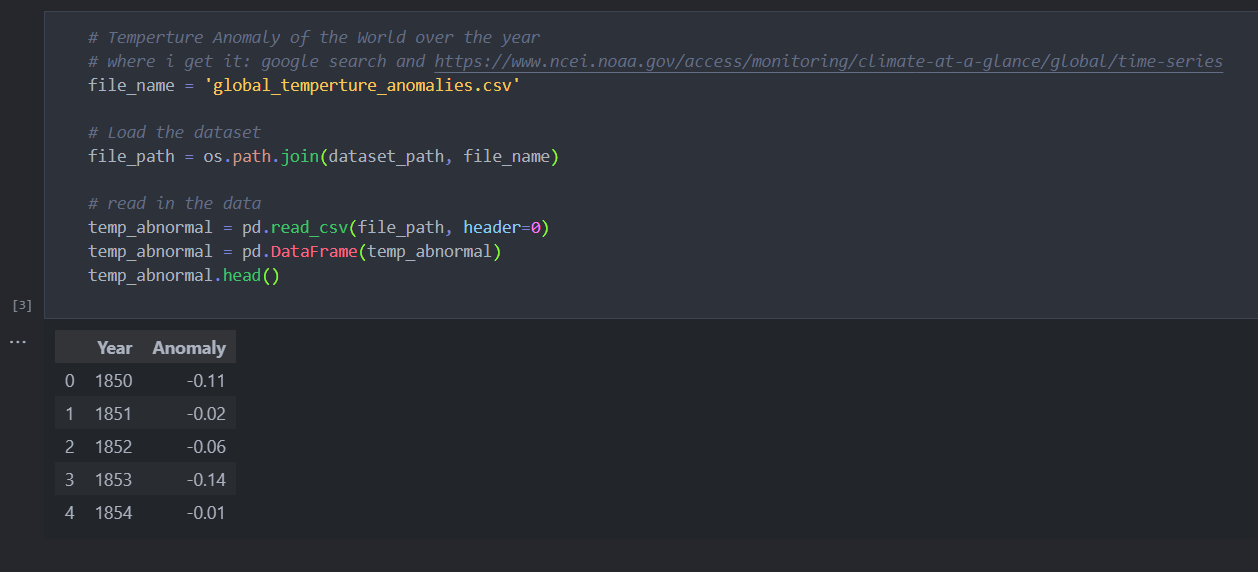 # Temperture Anomaly of the World over the year
# where i get it: google search and https://www.ncei.noaa.gov/access/monitoring/climate-at-a-glance/global/time-series
file_name = 'global_temperture_anomalies.csv'
# Load the dataset
file_path = os.path.join(dataset_path, file_name)
# read in the data
temp_abnormal = pd.read_csv(file_path, header=0)
temp_abnormal = pd.DataFrame(temp_abnormal)
temp_abnormal.head()
[3]
...
Year Anomaly
0 1850 -0.11
1 1851 -0.02
2 1852 -0.06
3 1853 -0.14
4 1854 -0.01